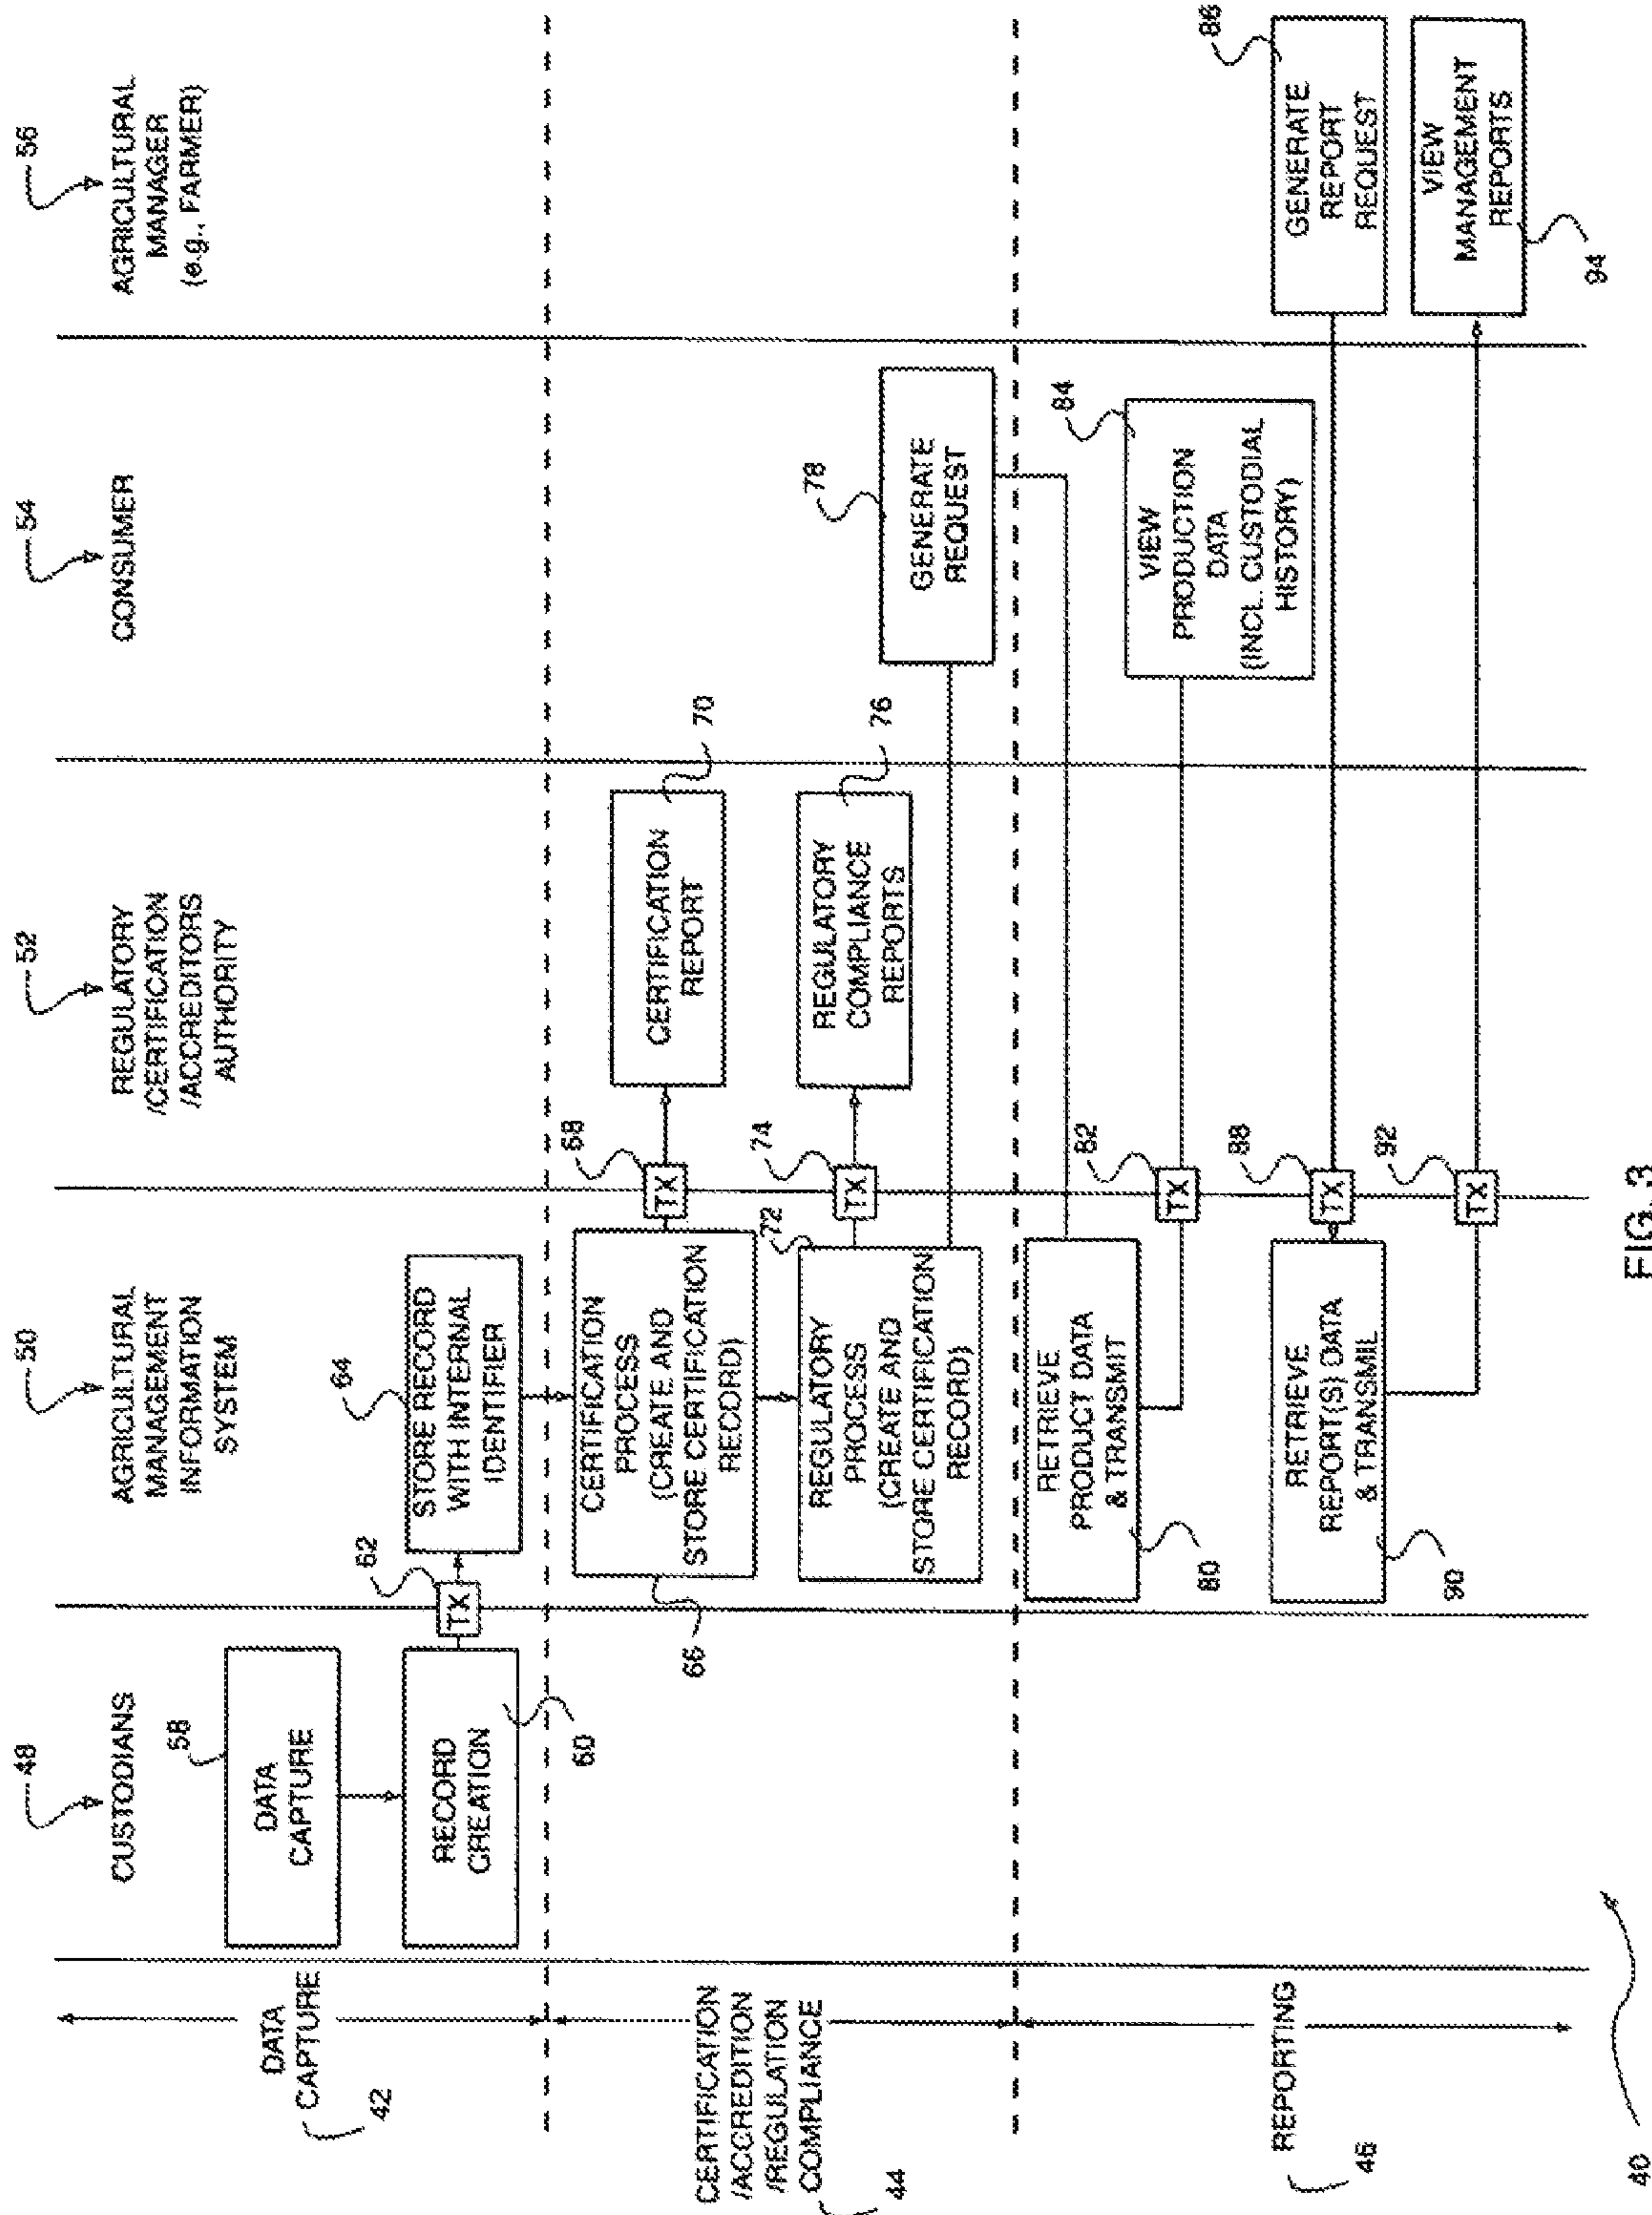 48
50
52
54
56
CUSTODIANS
AGRICULTURAL
MANAGEMENT
INFORMATION
SYSTEM
REGULATORY
/CERTIFICATION
/ACCREDITORS
AUTHORITY
CONSUMER
AGRICULTURAL
MANAGER
(e.g., FARMER)
DATA
CAPTURE
42
58
DATA
CAPTURE
RECORD
CREATION
60
62
TX
64
STORE RECORD
WITH INTERNAL
IDENTIFIER
CERTIFICATION
/ACCREDITION
/REGULATION
COMPLIANCE
44
66
CERTIFICATION
PROCESS
(CREATE AND
STORE CERTIFICATION
RECORD)
68
TX
CERTIFICATION
REPORT
70
72
REGULATORY
PROCESS
(CREATE AND
STORE CERTIFICATION
RECORD)
74
TX
REGULATORY
COMPLIANCE
REPORTS
76
78
GENERATE
REQUEST
REPORTING
46
RETRIEVE
PRODUCT DATA
& TRANSMIT
80
82
TX
84
VIEW
PRODUCTION
DATA
(INCL. CUSTODIAL
HISTORY)
86
GENERATE
REPORT
REQUEST
88
TX
RETRIEVE
REPORT(S) DATA
& TRANSMIL
90
92
TX
VIEW
MANAGEMENT
REPORTS
94
40
FIG. 3